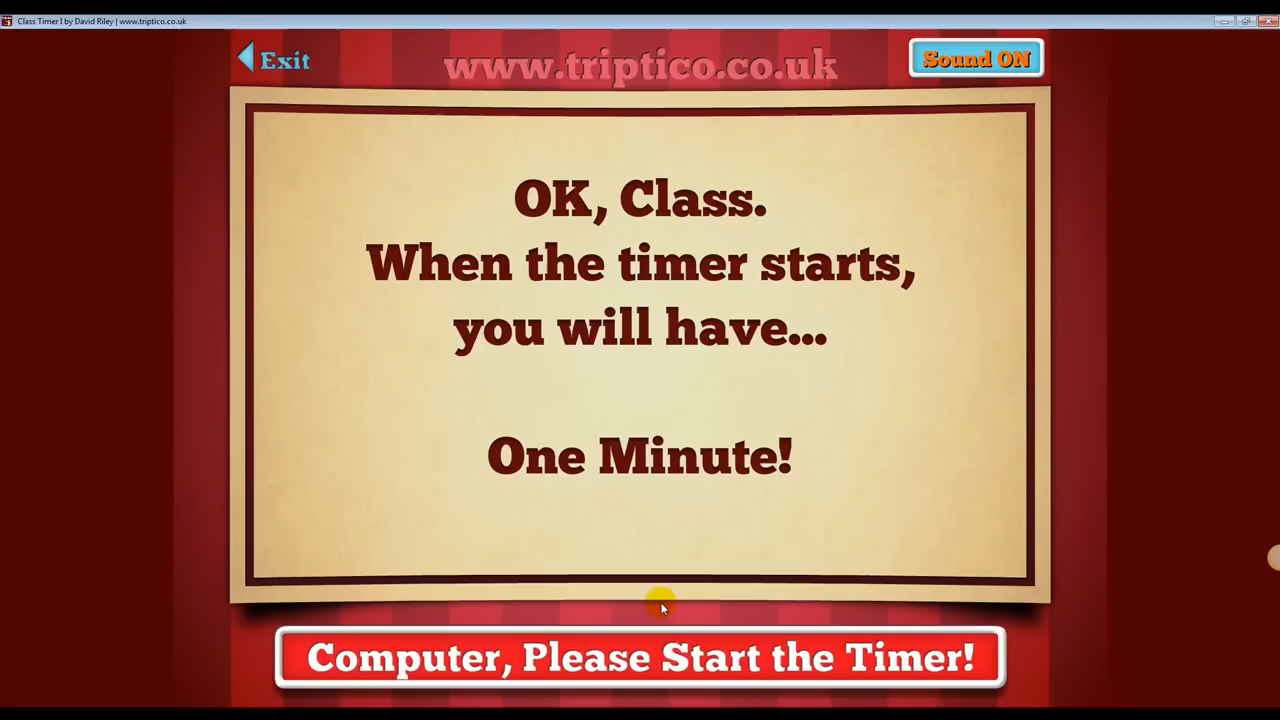 Class Timer I by David Riley | www.triptico.co.uk
Exit
www.triptico.co.uk
Sound ON
OK, Class.
When the timer starts,
you will have...
One Minute!
Computer, Please Start the Timer!